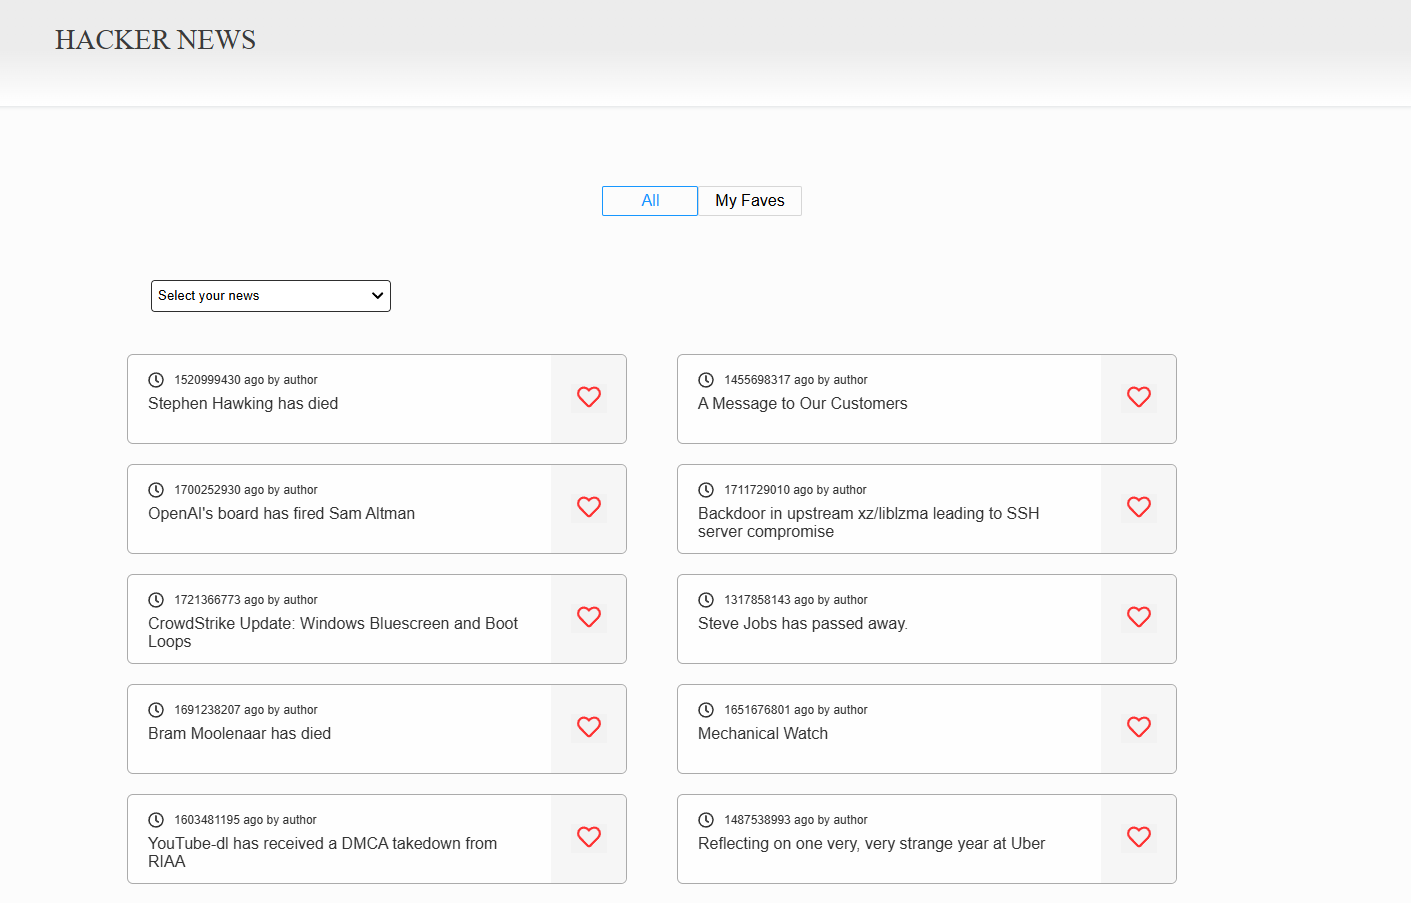 HACKER NEWS
All
My Faves
Select your news
1520999430 ago by author
Stephen Hawking has died
1455698317 ago by author
A Message to Our Customers
1700252930 ago by author
OpenAI's board has fired Sam Altman
1711729010 ago by author
Backdoor in upstream xz/liblzma leading to SSH
server compromise
1721366773 ago by author
CrowdStrike Update: Windows Bluescreen and Boot
Loops
1317858143 ago by author
Steve Jobs has passed away.
1691238207 ago by author
Bram Moolenaar has died
1651676801 ago by author
Mechanical Watch
1603481195 ago by author
YouTube-dl has received a DMCA takedown from
RIAA
1487538993 ago by author
Reflecting on one very, very strange year at Uber